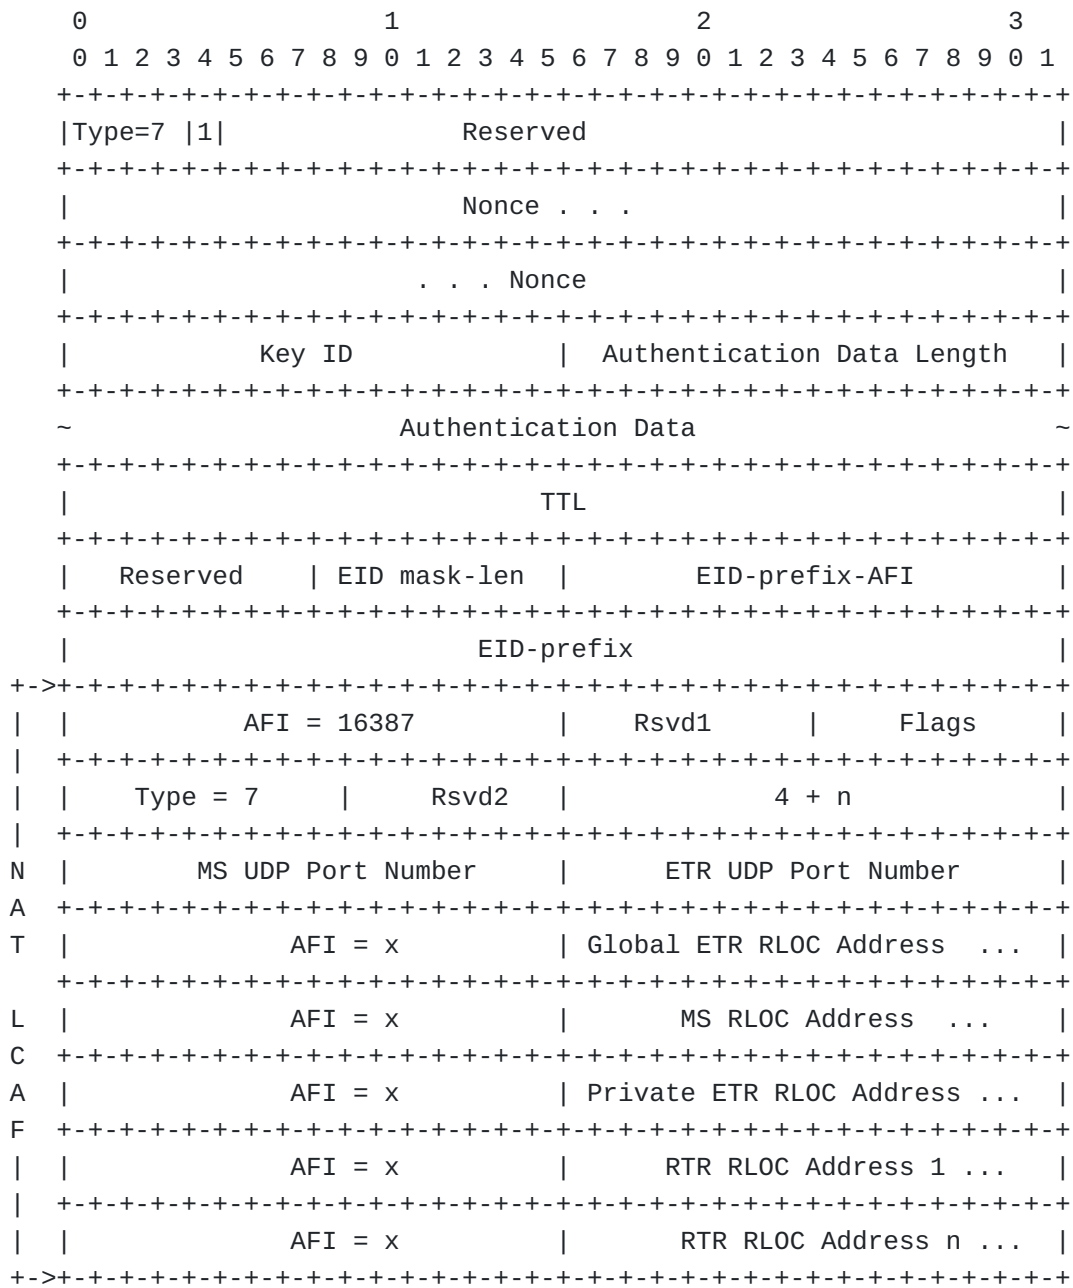 0                   1                   2                   3
    0 1 2 3 4 5 6 7 8 9 0 1 2 3 4 5 6 7 8 9 0 1 2 3 4 5 6 7 8 9 0 1
   +-+-+-+-+-+-+-+-+-+-+-+-+-+-+-+-+-+-+-+-+-+-+-+-+-+-+-+-+-+-+-+-+
   |Type=7 |1|               Reserved                              |
   +-+-+-+-+-+-+-+-+-+-+-+-+-+-+-+-+-+-+-+-+-+-+-+-+-+-+-+-+-+-+-+-+
   |                         Nonce . . .                           |
   +-+-+-+-+-+-+-+-+-+-+-+-+-+-+-+-+-+-+-+-+-+-+-+-+-+-+-+-+-+-+-+-+
   |                      . . . Nonce                              |
   +-+-+-+-+-+-+-+-+-+-+-+-+-+-+-+-+-+-+-+-+-+-+-+-+-+-+-+-+-+-+-+-+
   |            Key ID             |  Authentication Data Length   |
   +-+-+-+-+-+-+-+-+-+-+-+-+-+-+-+-+-+-+-+-+-+-+-+-+-+-+-+-+-+-+-+-+
   ~                     Authentication Data                       ~
   +-+-+-+-+-+-+-+-+-+-+-+-+-+-+-+-+-+-+-+-+-+-+-+-+-+-+-+-+-+-+-+-+
   |                              TTL                              |
   +-+-+-+-+-+-+-+-+-+-+-+-+-+-+-+-+-+-+-+-+-+-+-+-+-+-+-+-+-+-+-+-+
   |   Reserved    | EID mask-len  |        EID-prefix-AFI         |
   +-+-+-+-+-+-+-+-+-+-+-+-+-+-+-+-+-+-+-+-+-+-+-+-+-+-+-+-+-+-+-+-+
   |                          EID-prefix                           |
+->+-+-+-+-+-+-+-+-+-+-+-+-+-+-+-+-+-+-+-+-+-+-+-+-+-+-+-+-+-+-+-+-+
|  |           AFI = 16387         |    Rsvd1      |     Flags     |
|  +-+-+-+-+-+-+-+-+-+-+-+-+-+-+-+-+-+-+-+-+-+-+-+-+-+-+-+-+-+-+-+-+
|  |    Type = 7     |     Rsvd2   |             4 + n             |
|  +-+-+-+-+-+-+-+-+-+-+-+-+-+-+-+-+-+-+-+-+-+-+-+-+-+-+-+-+-+-+-+-+
N  |        MS UDP Port Number     |      ETR UDP Port Number      |
A  +-+-+-+-+-+-+-+-+-+-+-+-+-+-+-+-+-+-+-+-+-+-+-+-+-+-+-+-+-+-+-+-+
T  |              AFI = x          | Global ETR RLOC Address  ...  |
   +-+-+-+-+-+-+-+-+-+-+-+-+-+-+-+-+-+-+-+-+-+-+-+-+-+-+-+-+-+-+-+-+
L  |              AFI = x          |       MS RLOC Address  ...    |
C  +-+-+-+-+-+-+-+-+-+-+-+-+-+-+-+-+-+-+-+-+-+-+-+-+-+-+-+-+-+-+-+-+
A  |              AFI = x          | Private ETR RLOC Address ...  |
F  +-+-+-+-+-+-+-+-+-+-+-+-+-+-+-+-+-+-+-+-+-+-+-+-+-+-+-+-+-+-+-+-+
|  |              AFI = x          |      RTR RLOC Address 1 ...   |
|  +-+-+-+-+-+-+-+-+-+-+-+-+-+-+-+-+-+-+-+-+-+-+-+-+-+-+-+-+-+-+-+-+
|  |              AFI = x          |       RTR RLOC Address n ...  |
+->+-+-+-+-+-+-+-+-+-+-+-+-+-+-+-+-+-+-+-+-+-+-+-+-+-+-+-+-+-+-+-+-+